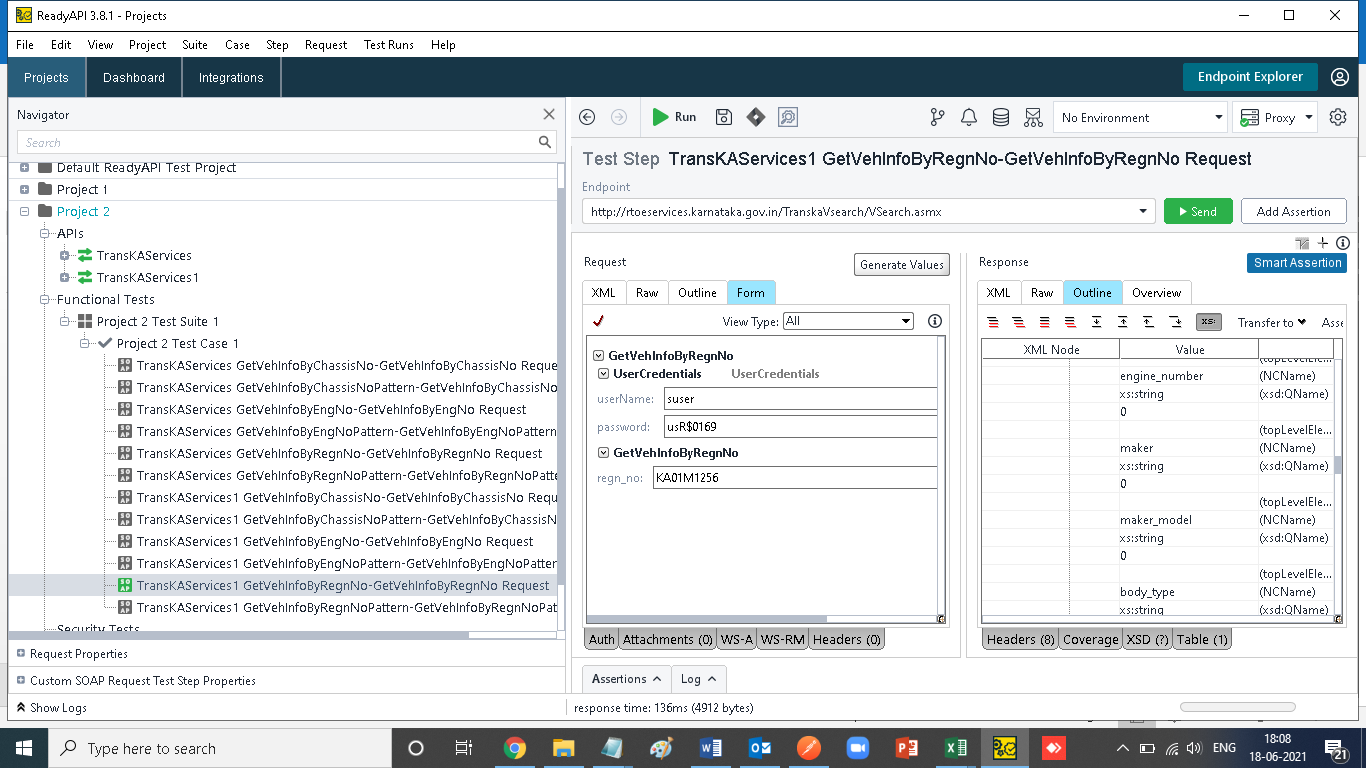 ReadyAPI 3.8.1 - Projects
File Edit View Project Suite Case Step Request Test Runs Help
Projects Dashboard Integrations Endpoint Explorer
Navigator
Search
Run No Environment Proxy
Default ReadyAPI Test Project
Project 1
Project 2
APIs
TransKAServices
TransKAServices1
Functional Tests
Project 2 Test Suite 1
Project 2 Test Case 1
TransKAServices GetVehInfoByChassisNo-GetVehInfoByChassisNo Reque
TransKAServices GetVehInfoByChassisNoPattern-GetVehInfoByChassisN
TransKAServices GetVehInfoByEngNo-GetVehInfoByEngNo Request
TransKAServices GetVehInfoByEngNoPattern-GetVehInfoByEngNoPattern
TransKAServices GetVehInfoByRegnNo-GetVehInfoByRegnNo Request
TransKAServices GetVehInfoByRegnNoPattern-GetVehInfoByRegnNoPatte
TransKAServices1 GetVehInfoByChassisNo-GetVehInfoByChassisNo Requ
TransKAServices1 GetVehInfoByChassisNoPattern-GetVehInfoByChassisN
TransKAServices1 GetVehInfoByEngNo-GetVehInfoByEngNo Request
TransKAServices1 GetVehInfoByEngNoPattern-GetVehInfoByEngNoPatter
TransKAServices1 GetVehInfoByRegnNo-GetVehInfoByRegnNo Request
TransKAServices1 GetVehInfoByRegnNoPattern-GetVehInfoByRegnNoPat
Security Tests
Request Properties
Custom SOAP Request Test Step Properties
Show Logs
Test Step TransKAServices1 GetVehInfoByRegnNo-GetVehInfoByRegnNo Request
Endpoint
http://rtoeservices.karnataka.gov.in/TranskaVsearch/VSearch.asmx Send Add Assertion
Request Generate Values
XML Raw Outline Form
View Type: All
GetVehInfoByRegnNo
UserCredentials UserCredentials
userName: suser
password: usR$0169
GetVehInfoByRegnNo
regn_no: KA01M1256
Auth Attachments (0) WS-A WS-RM Headers (0)
Response Smart Assertion
XML Raw Outline Overview
xs: Transfer to Asse
XML Node Value
(topLevelEle...
engine_number (NCName)
xs:string (xsd:QName)
0
(topLevelEle...
maker (NCName)
xs:string (xsd:QName)
0
(topLevelEle...
maker_model (NCName)
xs:string (xsd:QName)
0
(topLevelEle...
body_type (NCName)
xs:string (xsd:QName)
Headers (8) Coverage XSD (?) Table (1)
Assertions Log
response time: 136ms (4912 bytes)
Type here to search
ENG 18:08
18-06-2021
21